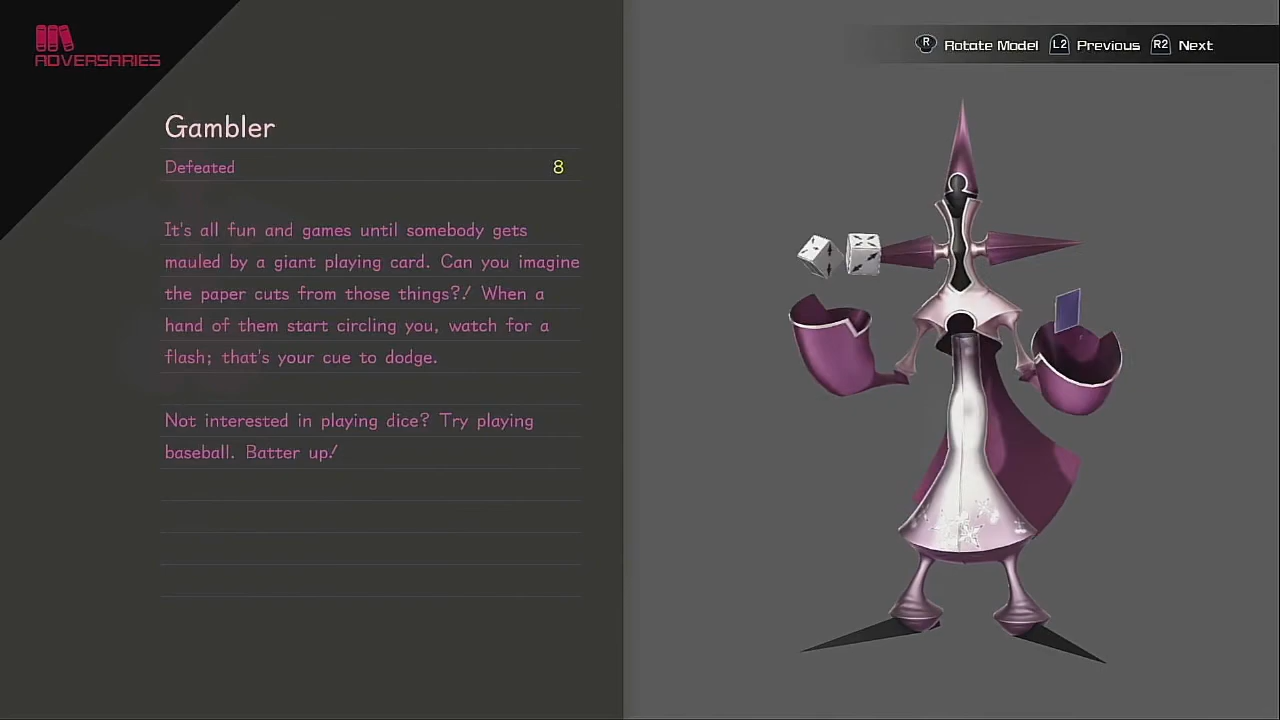 ADVERSARIES
R Rotate Model L2 Previous R2 Next
Gambler
Defeated 8
It's all fun and games until somebody gets
mauled by a giant playing card. Can you imagine
the paper cuts from those things?! When a
hand of them start circling you, watch for a
flash; that's your cue to dodge.
Not interested in playing dice? Try playing
baseball. Batter up!